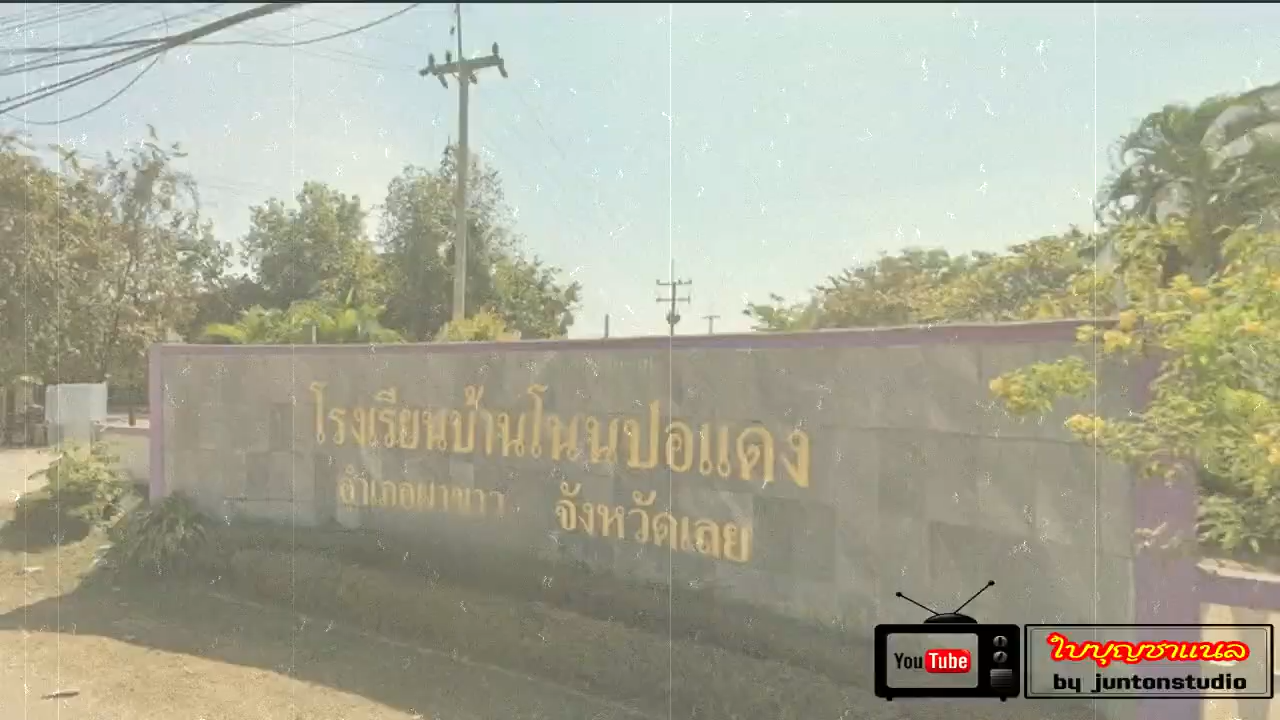 โรงเรียนบ้านโนนปอแดง
อำเภอผาขาว จังหวัดเลย
YouTube
ใบบุญชาแนล
by juntonstudio